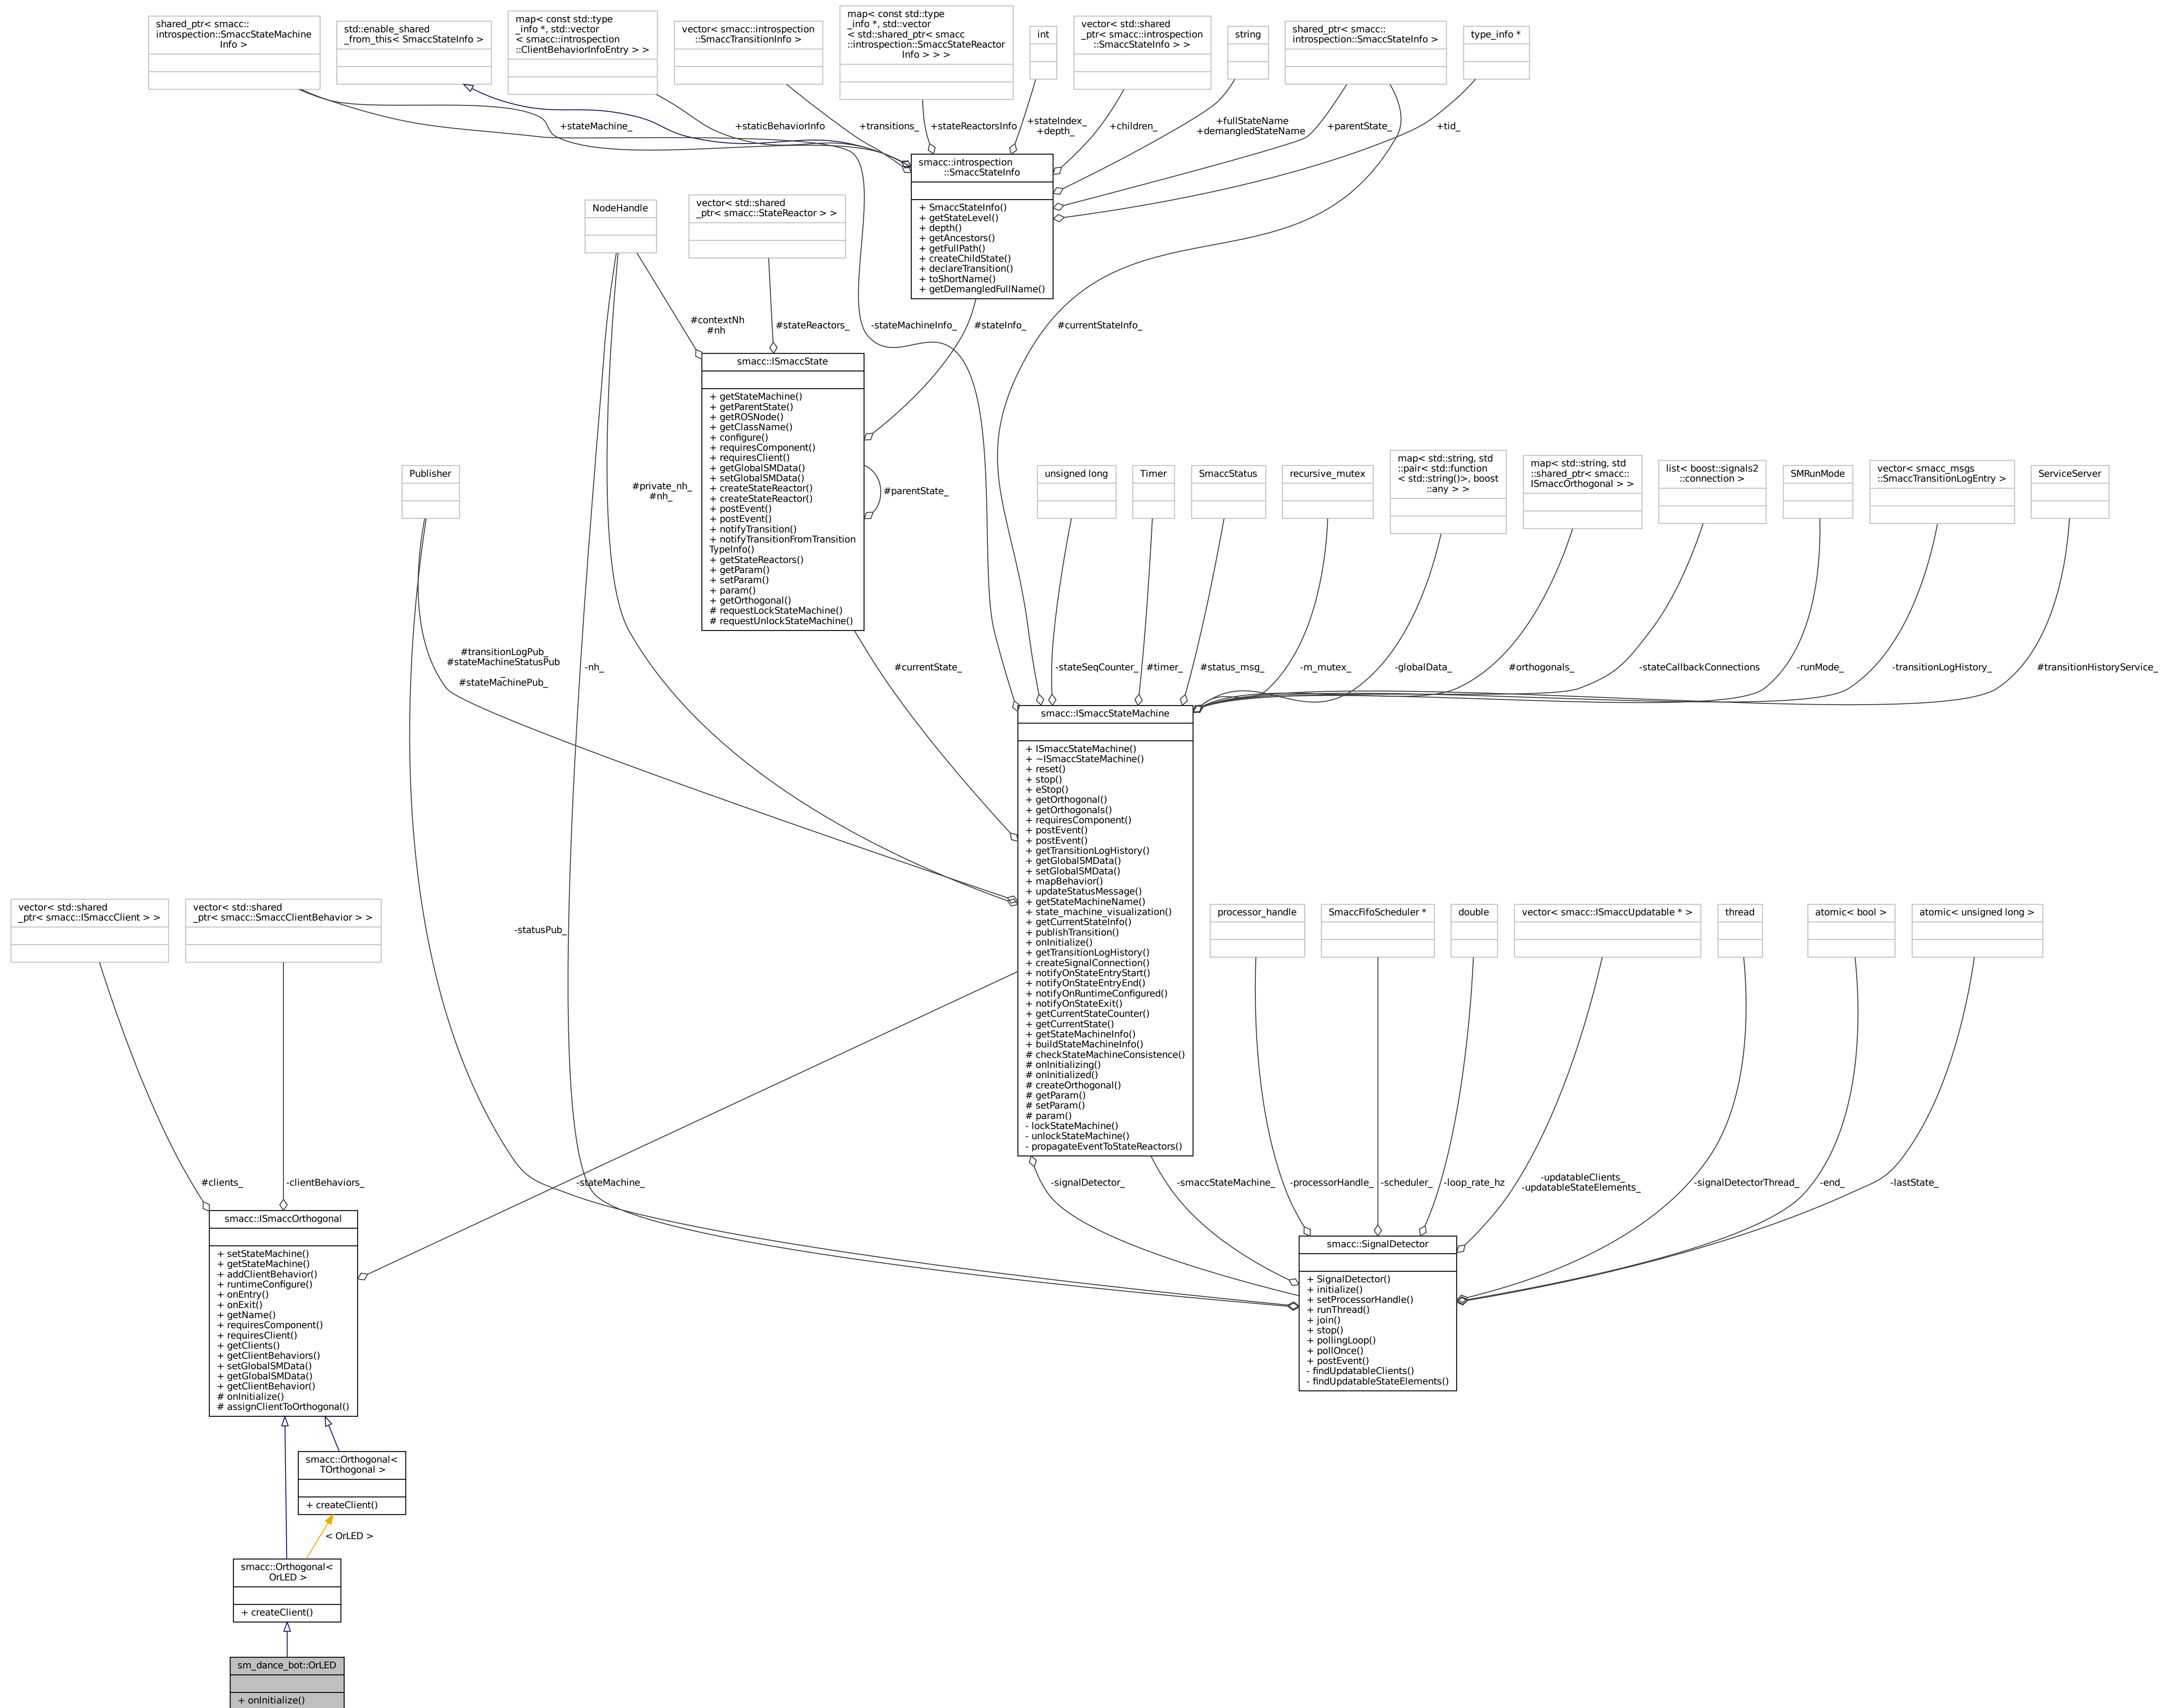 shared_ptr< smacc::
introspection::SmaccStateMachine
Info >
std::enable_shared
_from_this< SmaccStateInfo >
map< const std::type
_info *, std::vector
< smacc::introspection
::ClientBehaviorInfoEntry > >
vector< smacc::introspection
::SmaccTransitionInfo >
map< const std::type
_info *, std::vector
< std::shared_ptr< smacc
::introspection::SmaccStateReactor
Info > > >
int
vector< std::shared
_ptr< smacc::introspection
::SmaccStateInfo > >
string
shared_ptr< smacc::
introspection::SmaccStateInfo >
type_info *
+stateMachine_
+staticBehaviorInfo
+transitions_
+stateReactorsInfo
+stateIndex_
+depth_
+children_
+fullStateName
+demangledStateName
+parentState_
+tid_
smacc::introspection
::SmaccStateInfo
+ SmaccStateInfo()
+ getStateLevel()
+ depth()
+ getAncestors()
+ getFullPath()
+ createChildState()
+ declareTransition()
+ toShortName()
+ getDemangledFullName()
NodeHandle
vector< std::shared
_ptr< smacc::StateReactor > >
#contextNh
#nh
#stateReactors_
-stateMachineInfo_
#stateInfo_
#currentStateInfo_
smacc::ISmaccState
+ getStateMachine()
+ getParentState()
+ getROSNode()
+ getClassName()
+ configure()
+ requiresComponent()
+ requiresClient()
+ getGlobalSMData()
+ setGlobalSMData()
+ createStateReactor()
+ createStateReactor()
+ postEvent()
+ postEvent()
+ notifyTransition()
+ notifyTransitionFromTransition
TypeInfo()
+ getStateReactors()
+ getParam()
+ setParam()
+ param()
+ getOrthogonal()
# requestLockStateMachine()
# requestUnlockStateMachine()
#parentState_
Publisher
#private_nh_
#nh_
unsigned long
Timer
SmaccStatus
recursive_mutex
map< std::string, std
::pair< std::function
< std::string()>, boost
::any > >
map< std::string, std
::shared_ptr< smacc::
ISmaccOrthogonal > >
list< boost::signals2
::connection >
SMRunMode
vector< smacc_msgs
::SmaccTransitionLogEntry >
ServiceServer
#transitionLogPub_
#stateMachineStatusPub
_
#stateMachinePub_
-nh_
#currentState_
-stateSeqCounter_
#timer_
#status_msg_
-m_mutex_
-globalData_
#orthogonals_
-stateCallbackConnections
-runMode_
-transitionLogHistory_
#transitionHistoryService_
smacc::ISmaccStateMachine
+ ISmaccStateMachine()
+ ~ISmaccStateMachine()
+ reset()
+ stop()
+ eStop()
+ getOrthogonal()
+ getOrthogonals()
+ requiresComponent()
+ postEvent()
+ postEvent()
+ getTransitionLogHistory()
+ getGlobalSMData()
+ setGlobalSMData()
+ mapBehavior()
+ updateStatusMessage()
+ getStateMachineName()
+ state_machine_visualization()
+ getCurrentStateInfo()
+ publishTransition()
+ onInitialize()
+ getTransitionLogHistory()
+ createSignalConnection()
+ notifyOnStateEntryStart()
+ notifyOnStateEntryEnd()
+ notifyOnRuntimeConfigured()
+ notifyOnStateExit()
+ getCurrentStateCounter()
+ getCurrentState()
+ getStateMachineInfo()
+ buildStateMachineInfo()
# checkStateMachineConsistence()
# onInitializing()
# onInitialized()
# createOrthogonal()
# getParam()
# setParam()
# param()
- lockStateMachine()
- unlockStateMachine()
- propagateEventToStateReactors()
vector< std::shared
_ptr< smacc::ISmaccClient > >
vector< std::shared
_ptr< smacc::SmaccClientBehavior > >
-statusPub_
processor_handle
SmaccFifoScheduler *
double
vector< smacc::ISmaccUpdatable * >
thread
atomic< bool >
atomic< unsigned long >
#clients_
-clientBehaviors_
-stateMachine_
-signalDetector_
-smaccStateMachine_
-processorHandle_
-scheduler_
-loop_rate_hz
-updatableClients_
-updatableStateElements_
-signalDetectorThread_
-end_
-lastState_
smacc::ISmaccOrthogonal
+ setStateMachine()
+ getStateMachine()
+ addClientBehavior()
+ runtimeConfigure()
+ onEntry()
+ onExit()
+ getName()
+ requiresComponent()
+ requiresClient()
+ getClients()
+ getClientBehaviors()
+ setGlobalSMData()
+ getGlobalSMData()
+ getClientBehavior()
# onInitialize()
# assignClientToOrthogonal()
smacc::SignalDetector
+ SignalDetector()
+ initialize()
+ setProcessorHandle()
+ runThread()
+ join()
+ stop()
+ pollingLoop()
+ pollOnce()
+ postEvent()
- findUpdatableClients()
- findUpdatableStateElements()
smacc::Orthogonal<
TOrthogonal >
+ createClient()
< OrLED >
smacc::Orthogonal<
OrLED >
+ createClient()
sm_dance_bot::OrLED
+ onInitialize()